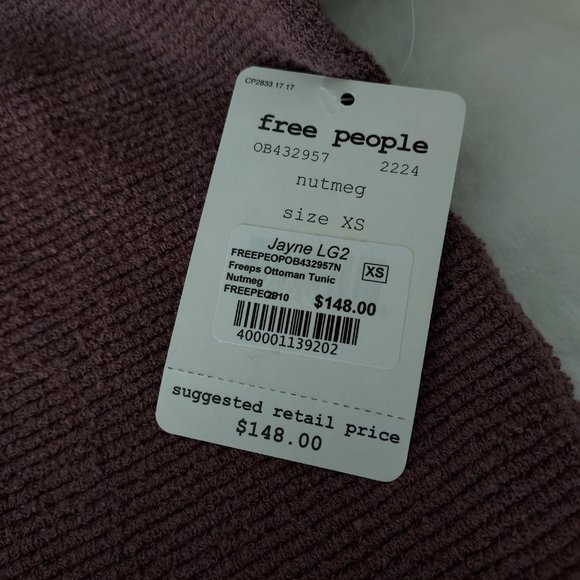 CP2833 17 17
free people
OB432957 2224
nutmeg
size XS
Jayne LG2
FREEPEOPOB432957N
Freeps Ottoman Tunic XS
Nutmeg
$148.00
400001139202
suggested retail price
$148.00